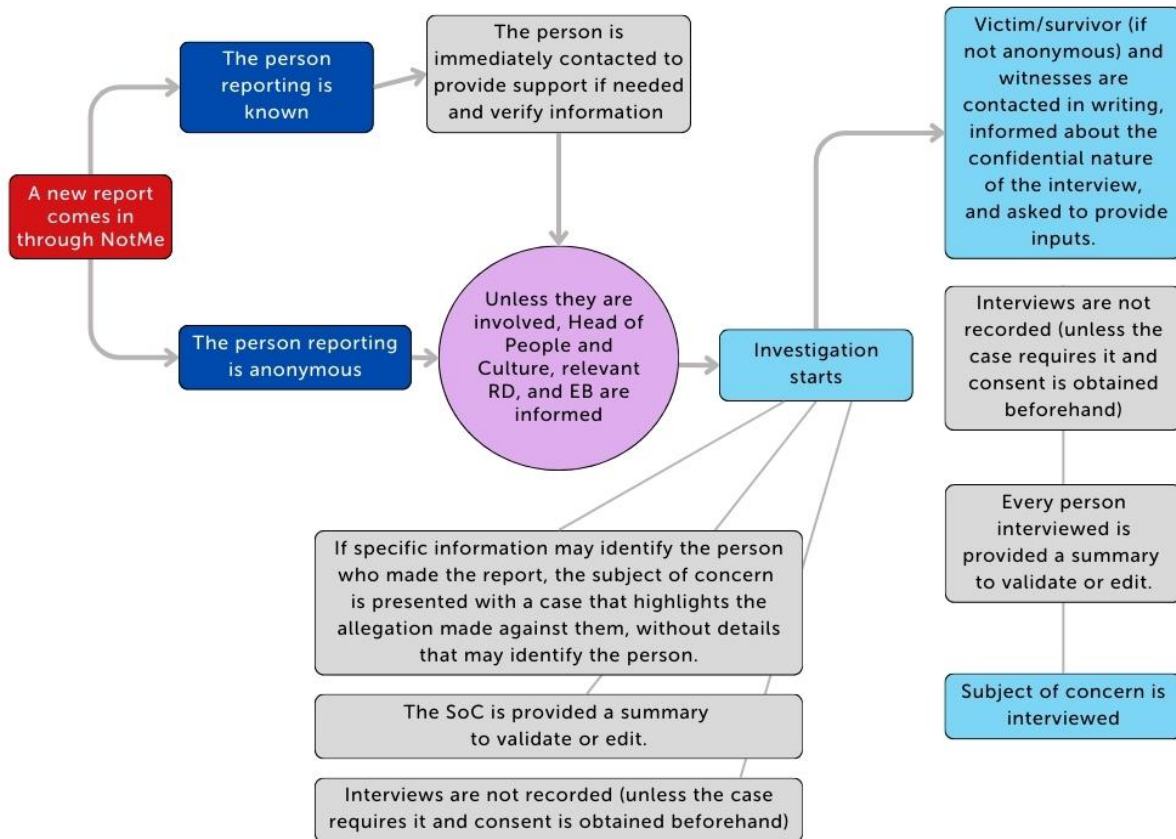 A new report
comes in
through NotMe
The person
reporting is
known
The person is
immediately contacted to
provide support if needed
and verify information
The person reporting
is anonymous
Unless they are
involved, Head of
People and
Culture, relevant
RD, and EB are
informed
Investigation
starts
Victim/survivor (if
not anonymous) and
witnesses are
contacted in writing,
informed about the
confidential nature
of the interview,
and asked to provide
inputs.
Interviews are not
recorded (unless the
case requires it and
consent is obtained
beforehand)
Every person
interviewed is
provided a summary
to validate or edit.
Subject of concern is
interviewed
If specific information may identify the person
who made the report, the subject of concern
is presented with a case that highlights the
allegation made against them, without details
that may identify the person.
The SoC is provided a summary
to validate or edit.
Interviews are not recorded (unless the case
requires it and consent is obtained beforehand)